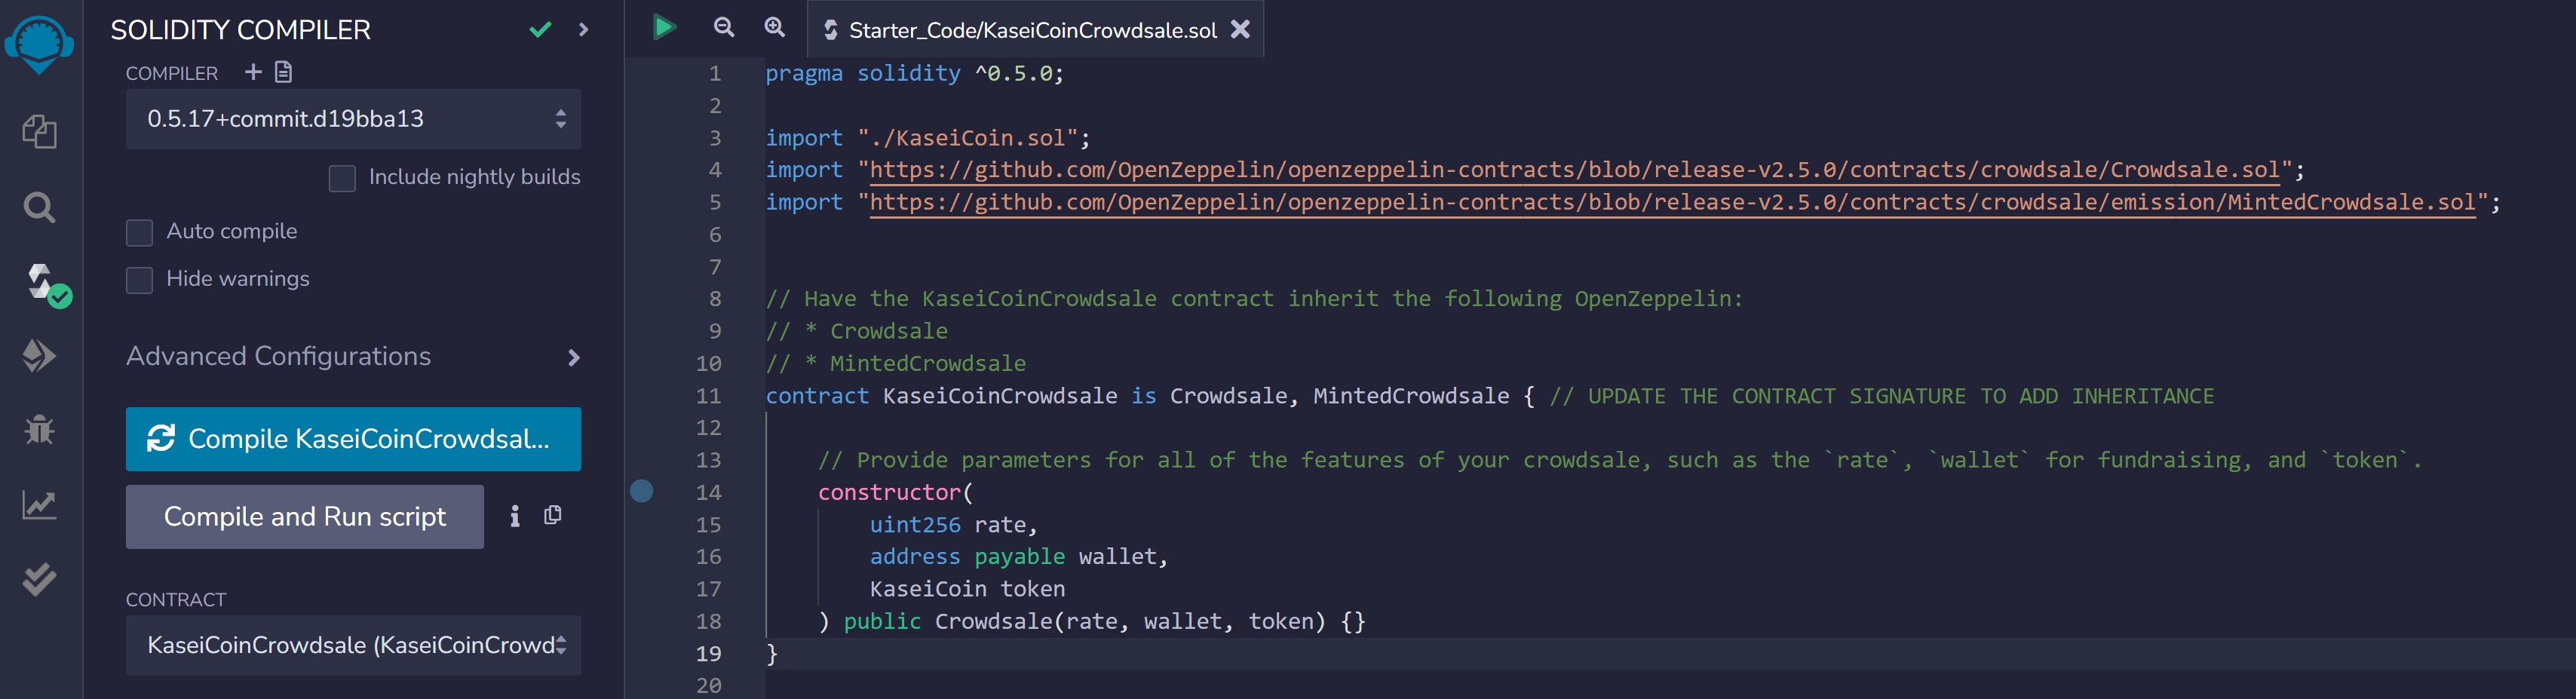 SOLIDITY COMPILER
COMPILER
0.5.17+commit.d19bba13
Include nightly builds
Auto compile
Hide warnings
Advanced Configurations
Compile KaseiCoinCrowdsal...
Compile and Run script
CONTRACT
KaseiCoinCrowdsale (KaseiCoinCrowd
Starter_Code/KaseiCoinCrowdsale.sol
1 pragma solidity ^0.5.0;
2
3 import "./KaseiCoin.sol";
4 import "https://github.com/OpenZeppelin/openzeppelin-contracts/blob/release-v2.5.0/contracts/crowdsale/Crowdsale.sol";
5 import "https://github.com/OpenZeppelin/openzeppelin-contracts/blob/release-v2.5.0/contracts/crowdsale/emission/MintedCrowdsale.sol";
6
7
8 // Have the KaseiCoinCrowdsale contract inherit the following OpenZeppelin:
9 // * Crowdsale
10 // * MintedCrowdsale
11 contract KaseiCoinCrowdsale is Crowdsale, MintedCrowdsale { // UPDATE THE CONTRACT SIGNATURE TO ADD INHERITANCE
12
13 // Provide parameters for all of the features of your crowdsale, such as the `rate`, `wallet` for fundraising, and `token`.
14 constructor(
15 uint256 rate,
16 address payable wallet,
17 KaseiCoin token
18 ) public Crowdsale(rate, wallet, token) {}
19 }
20